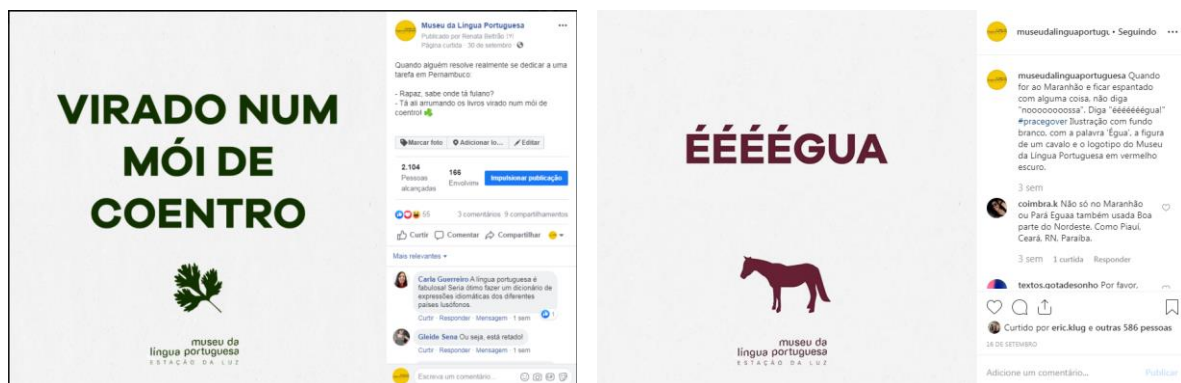 VIRADO NUM
MÓI DE
COENTRO
museu da
língua portuguesa
ESTAÇÃO DA LUZ
Museu da Língua Portuguesa
Publicado por Renata Beltrão
Página curtida · 30 de setembro ·
Quando alguém resolve realmente se dedicar a uma
tarefa em Pernambuco:
- Rapaz, sabe onde tá fulano?
- Tá ali arrumando os livros virado num mói de
coentro!
Marcar foto
Adicionar lo...
Editar
2.104
Pessoas
alcançadas
166
Envolvim
Impulsionar publicação
55
3 comentários 9 compartilhamentos
Curtir Comentar Compartilhar
Mais relevantes
Carla Guerreiro A língua portuguesa é
fabulosa! Seria ótimo fazer um dicionário de
expressões idiomáticas dos diferentes
países lusófonos.
1
Curtir · Responder · Mensagem · 1 sem
Gleide Sena Ou seja, está retado!
Curtir · Responder · Mensagem · 1 sem
Escreva um comentário...
ÉÉÉÉGUA
museu da
língua portuguesa
ESTAÇÃO DA LUZ
museudalinguaportugu • Seguindo
museudalinguaportuguesa Quando
for ao Maranhão e ficar espantado
com alguma coisa, não diga
"nooooooossa". Diga "ééééééégua!"
#pracegover Ilustração com fundo
branco, com a palavra 'Égua', a figura
de um cavalo e o logotipo do Museu
da Língua Portuguesa em vermelho
escuro.
3 sem
coimbra.k Não só no Maranhão
ou Pará Eguaa também usada Boa
parte do Nordeste. Como Piauí,
Ceará, RN, Paraíba.
3 sem 1 curtida Responder
textos.gotadesonho Por favor,
Curtido por eric.klug e outras 586 pessoas
16 DE SETEMBRO
Adicione um comentário...
Publicar